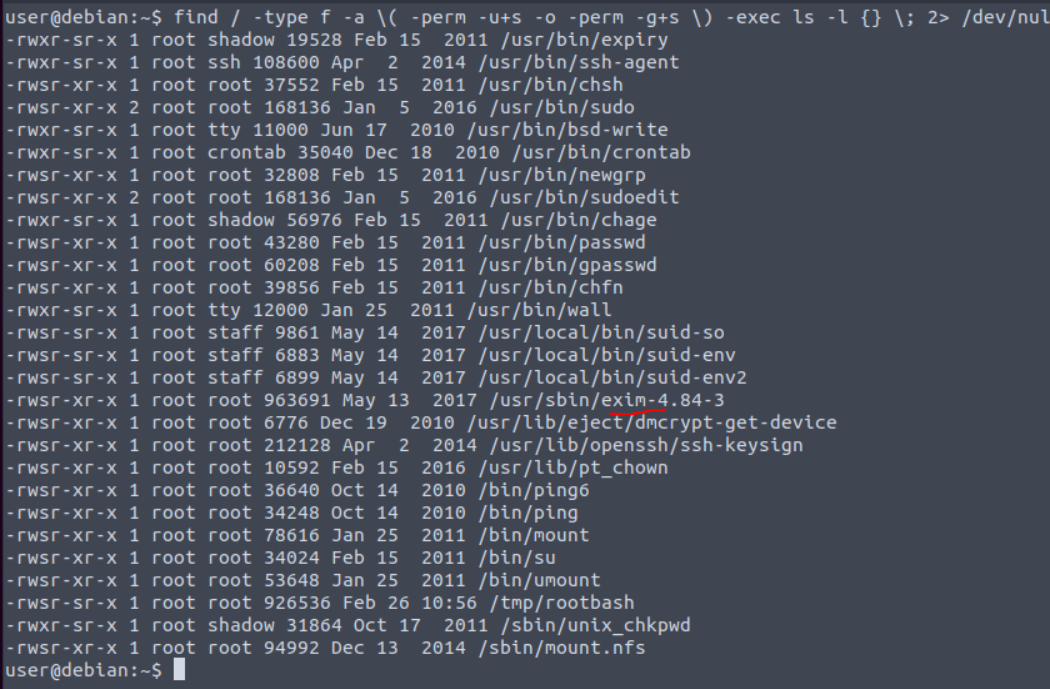 user@debian:~$ find / -type f -a \( -perm -u+s -o -perm -g+s \) -exec ls -l {} \; 2> /dev/nul
-rwxr-sr-x 1 root shadow 19528 Feb 15  2011 /usr/bin/expiry
-rwxr-sr-x 1 root ssh 108600 Apr  2  2014 /usr/bin/ssh-agent
-rwsr-xr-x 1 root root 37552 Feb 15  2011 /usr/bin/chsh
-rwsr-xr-x 2 root root 168136 Jan  5  2016 /usr/bin/sudo
-rwxr-sr-x 1 root tty 11000 Jun 17  2010 /usr/bin/bsd-write
-rwxr-sr-x 1 root crontab 35040 Dec 18  2010 /usr/bin/crontab
-rwsr-xr-x 1 root root 32808 Feb 15  2011 /usr/bin/newgrp
-rwsr-xr-x 2 root root 168136 Jan  5  2016 /usr/bin/sudoedit
-rwxr-sr-x 1 root shadow 56976 Feb 15  2011 /usr/bin/chage
-rwsr-xr-x 1 root root 43280 Feb 15  2011 /usr/bin/passwd
-rwsr-xr-x 1 root root 60208 Feb 15  2011 /usr/bin/gpasswd
-rwsr-xr-x 1 root root 39856 Feb 15  2011 /usr/bin/chfn
-rwxr-sr-x 1 root tty 12000 Jan 25  2011 /usr/bin/wall
-rwsr-sr-x 1 root staff 9861 May 14  2017 /usr/local/bin/suid-so
-rwsr-sr-x 1 root staff 6883 May 14  2017 /usr/local/bin/suid-env
-rwsr-sr-x 1 root staff 6899 May 14  2017 /usr/local/bin/suid-env2
-rwsr-xr-x 1 root root 963691 May 13  2017 /usr/sbin/exim-4.84-3
-rwsr-xr-x 1 root root 6776 Dec 19  2010 /usr/lib/eject/dmcrypt-get-device
-rwsr-xr-x 1 root root 212128 Apr  2  2014 /usr/lib/openssh/ssh-keysign
-rwsr-xr-x 1 root root 10592 Feb 15  2016 /usr/lib/pt_chown
-rwsr-xr-x 1 root root 36640 Oct 14  2010 /bin/ping6
-rwsr-xr-x 1 root root 34248 Oct 14  2010 /bin/ping
-rwsr-xr-x 1 root root 78616 Jan 25  2011 /bin/mount
-rwsr-xr-x 1 root root 34024 Feb 15  2011 /bin/su
-rwsr-xr-x 1 root root 53648 Jan 25  2011 /bin/umount
-rwsr-sr-x 1 root root 926536 Feb 26 10:56 /tmp/rootbash
-rwxr-sr-x 1 root shadow 31864 Oct 17  2011 /sbin/unix_chkpwd
-rwsr-xr-x 1 root root 94992 Dec 13  2014 /sbin/mount.nfs
user@debian:~$